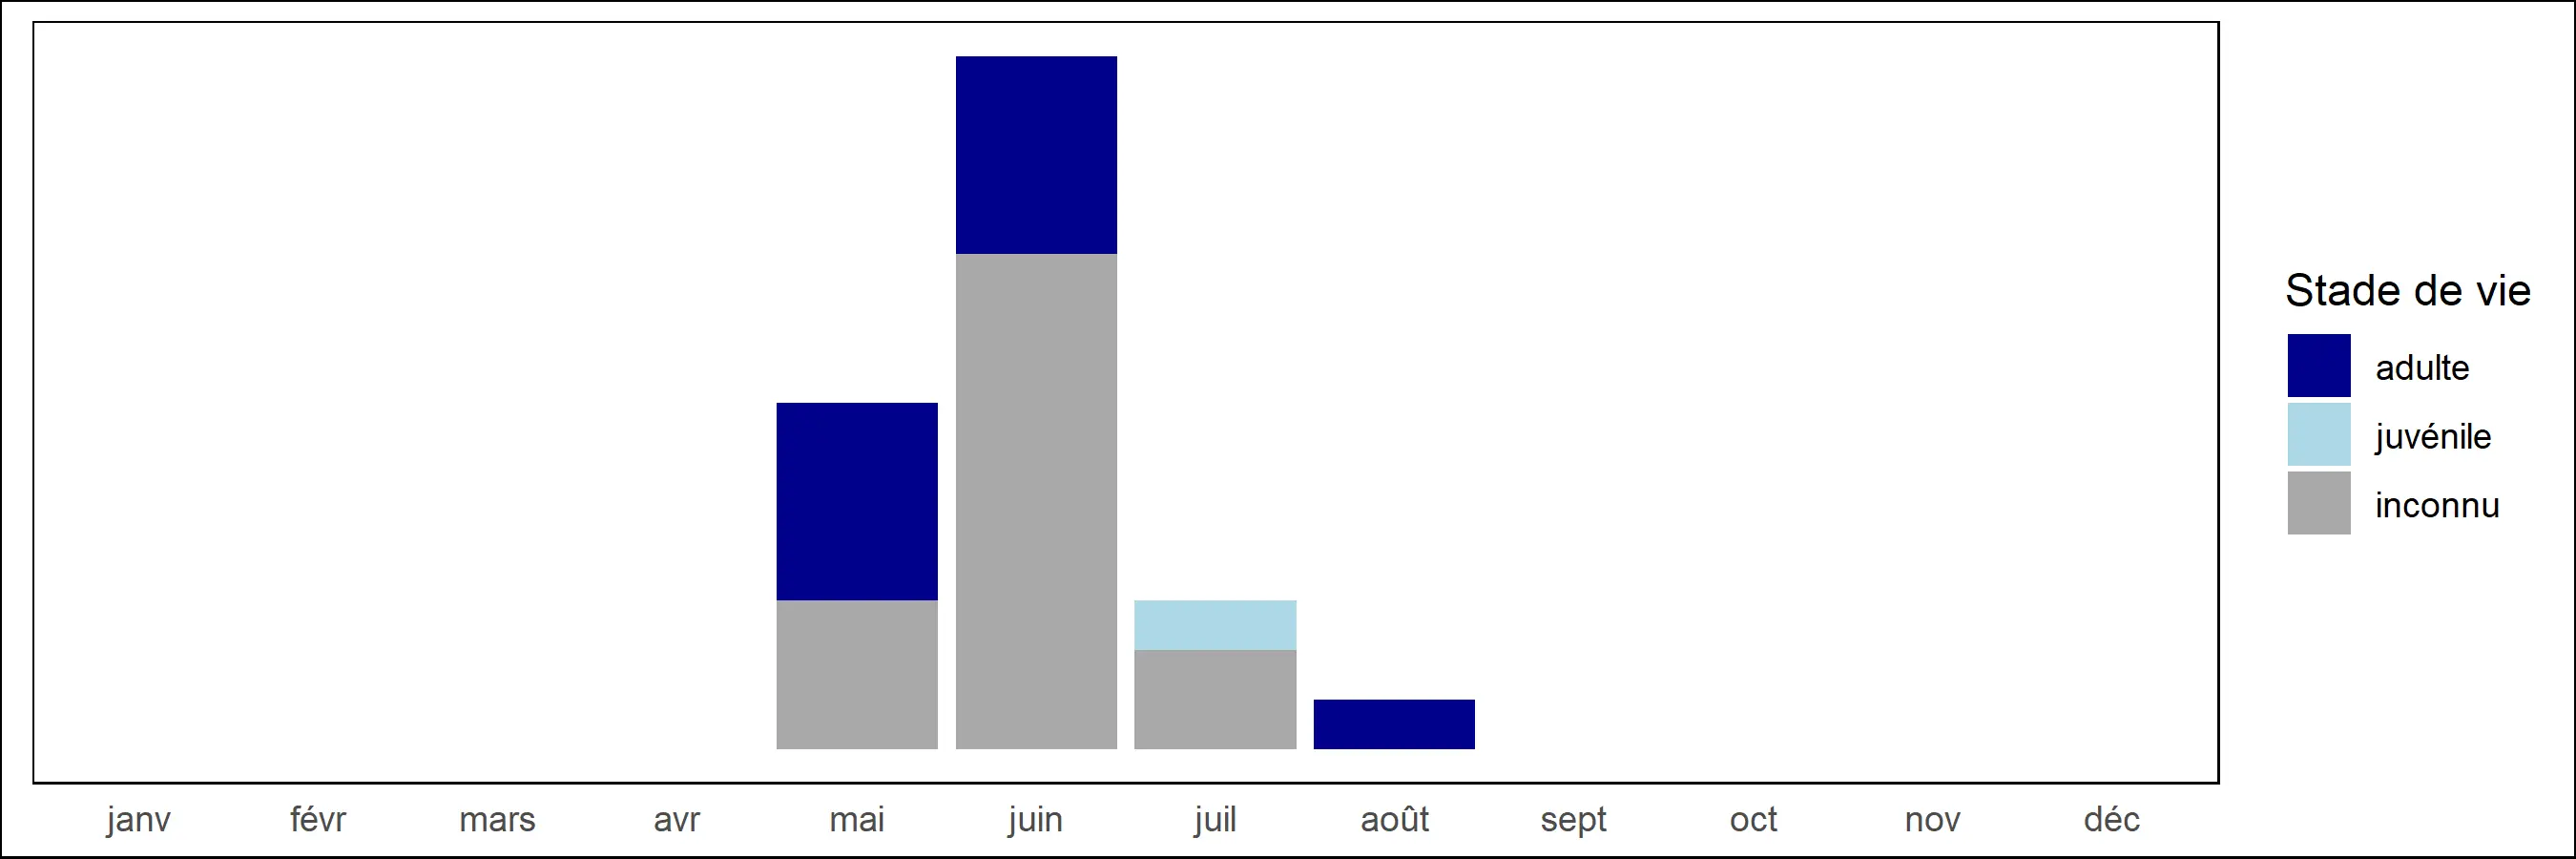 Stade de vie
adulte
juvénile
inconnu
janv févr mars avr mai juin juil août sept oct nov déc